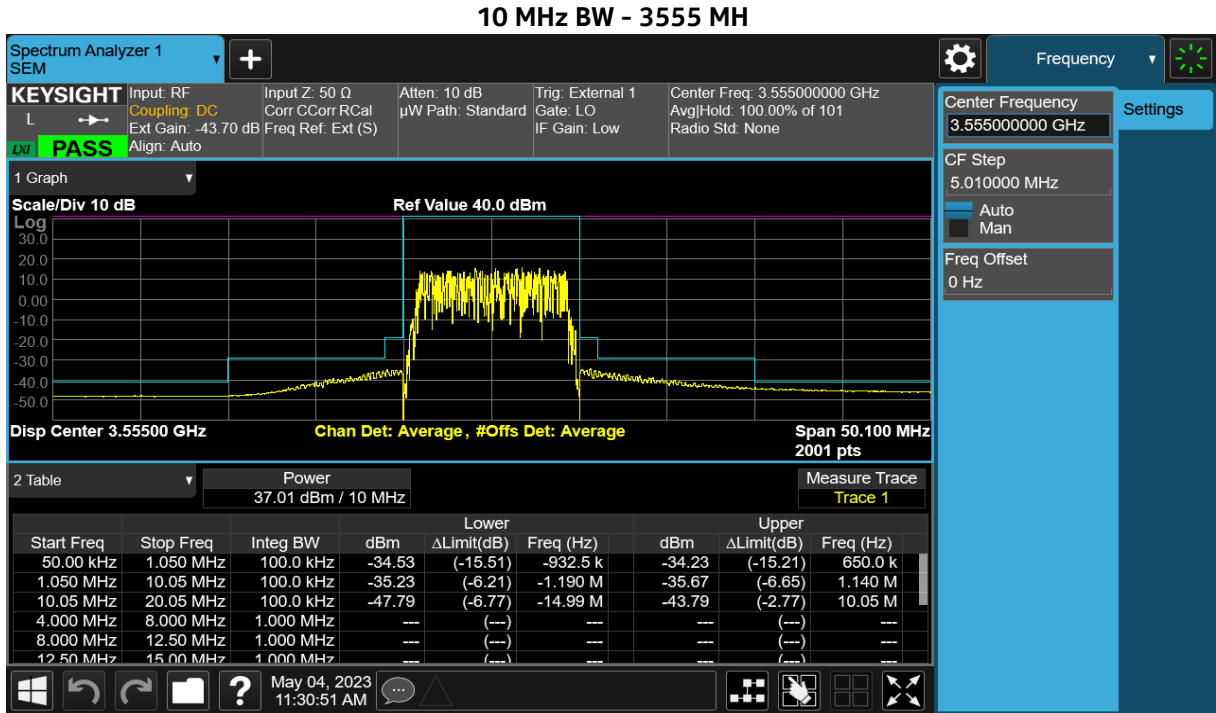 10 MHz BW - 3555 MH
Spectrum Analyzer 1
SEM
+
Frequency
KEYSIGHT
L
LXI
PASS
Input: RF
Coupling: DC
Ext Gain: -43.70 dB
Align: Auto
Input Z: 50 Ω
Corr CCorr RCal
Freq Ref: Ext (S)
Atten: 10 dB
µW Path: Standard
Trig: External 1
Gate: LO
IF Gain: Low
Center Freq: 3.555000000 GHz
Avg|Hold: 100.00% of 101
Radio Std: None
Center Frequency
3.555000000 GHz
Settings
CF Step
5.010000 MHz
Auto
Man
Freq Offset
0 Hz
1 Graph
Scale/Div 10 dB
Ref Value 40.0 dBm
Log
30.0
20.0
10.0
0.00
-10.0
-20.0
-30.0
-40.0
-50.0
Disp Center 3.55500 GHz
Chan Det: Average, #Offs Det: Average
Span 50.100 MHz
2001 pts
2 Table
Power
37.01 dBm / 10 MHz
Measure Trace
Trace 1
Lower Upper
Start Freq Stop Freq Integ BW dBm ΔLimit(dB) Freq (Hz) dBm ΔLimit(dB) Freq (Hz)
50.00 kHz 1.050 MHz 100.0 kHz -34.53 (-15.51) -932.5 k -34.23 (-15.21) 650.0 k
1.050 MHz 10.05 MHz 100.0 kHz -35.23 (-6.21) -1.190 M -35.67 (-6.65) 1.140 M
10.05 MHz 20.05 MHz 100.0 kHz -47.79 (-6.77) -14.99 M -43.79 (-2.77) 10.05 M
4.000 MHz 8.000 MHz 1.000 MHz --- (---) --- --- (---) ---
8.000 MHz 12.50 MHz 1.000 MHz --- (---) --- --- (---) ---
12.50 MHz 15.00 MHz 1.000 MHz --- (---) --- --- (---) ---
?
May 04, 2023
11:30:51 AM